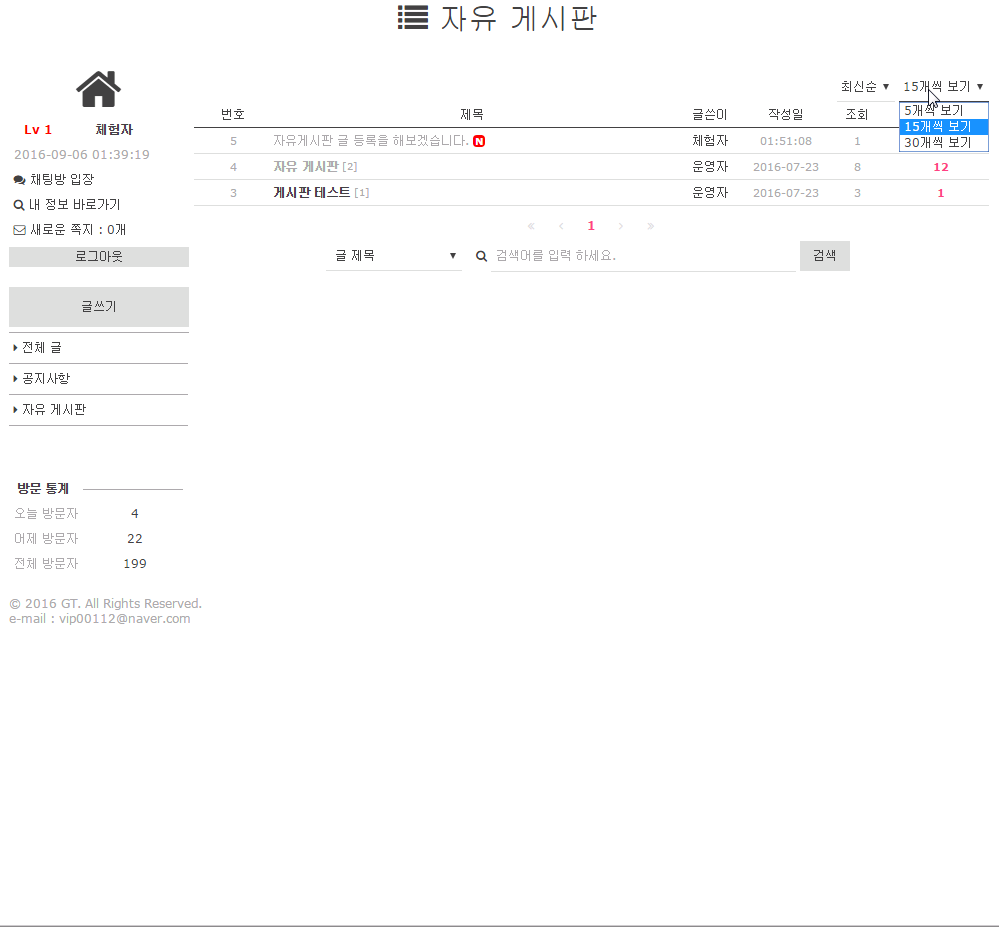 자유 게시판
최신순 ▼ 15개씩 보기 ▼
5개씩 보기
15개씩 보기
30개씩 보기
Lv 1 체험자
2016-09-06 01:39:19
채팅방 입장
내 정보 바로가기
새로운 쪽지 : 0개
로그아웃
글쓰기
전체 글
공지사항
자유 게시판
방문 통계
오늘 방문자 4
어제 방문자 22
전체 방문자 199
© 2016 GT. All Rights Reserved.
e-mail : vip00112@naver.com
번호 제목 글쓴이 작성일 조회
5 자유게시판 글 등록을 해보겠습니다. N 체험자 01:51:08 1
4 자유 게시판 [2] 운영자 2016-07-23 8 12
3 게시판 테스트 [1] 운영자 2016-07-23 3 1
« ‹ 1 › »
글 제목 ▼ 검색어를 입력 하세요. 검색